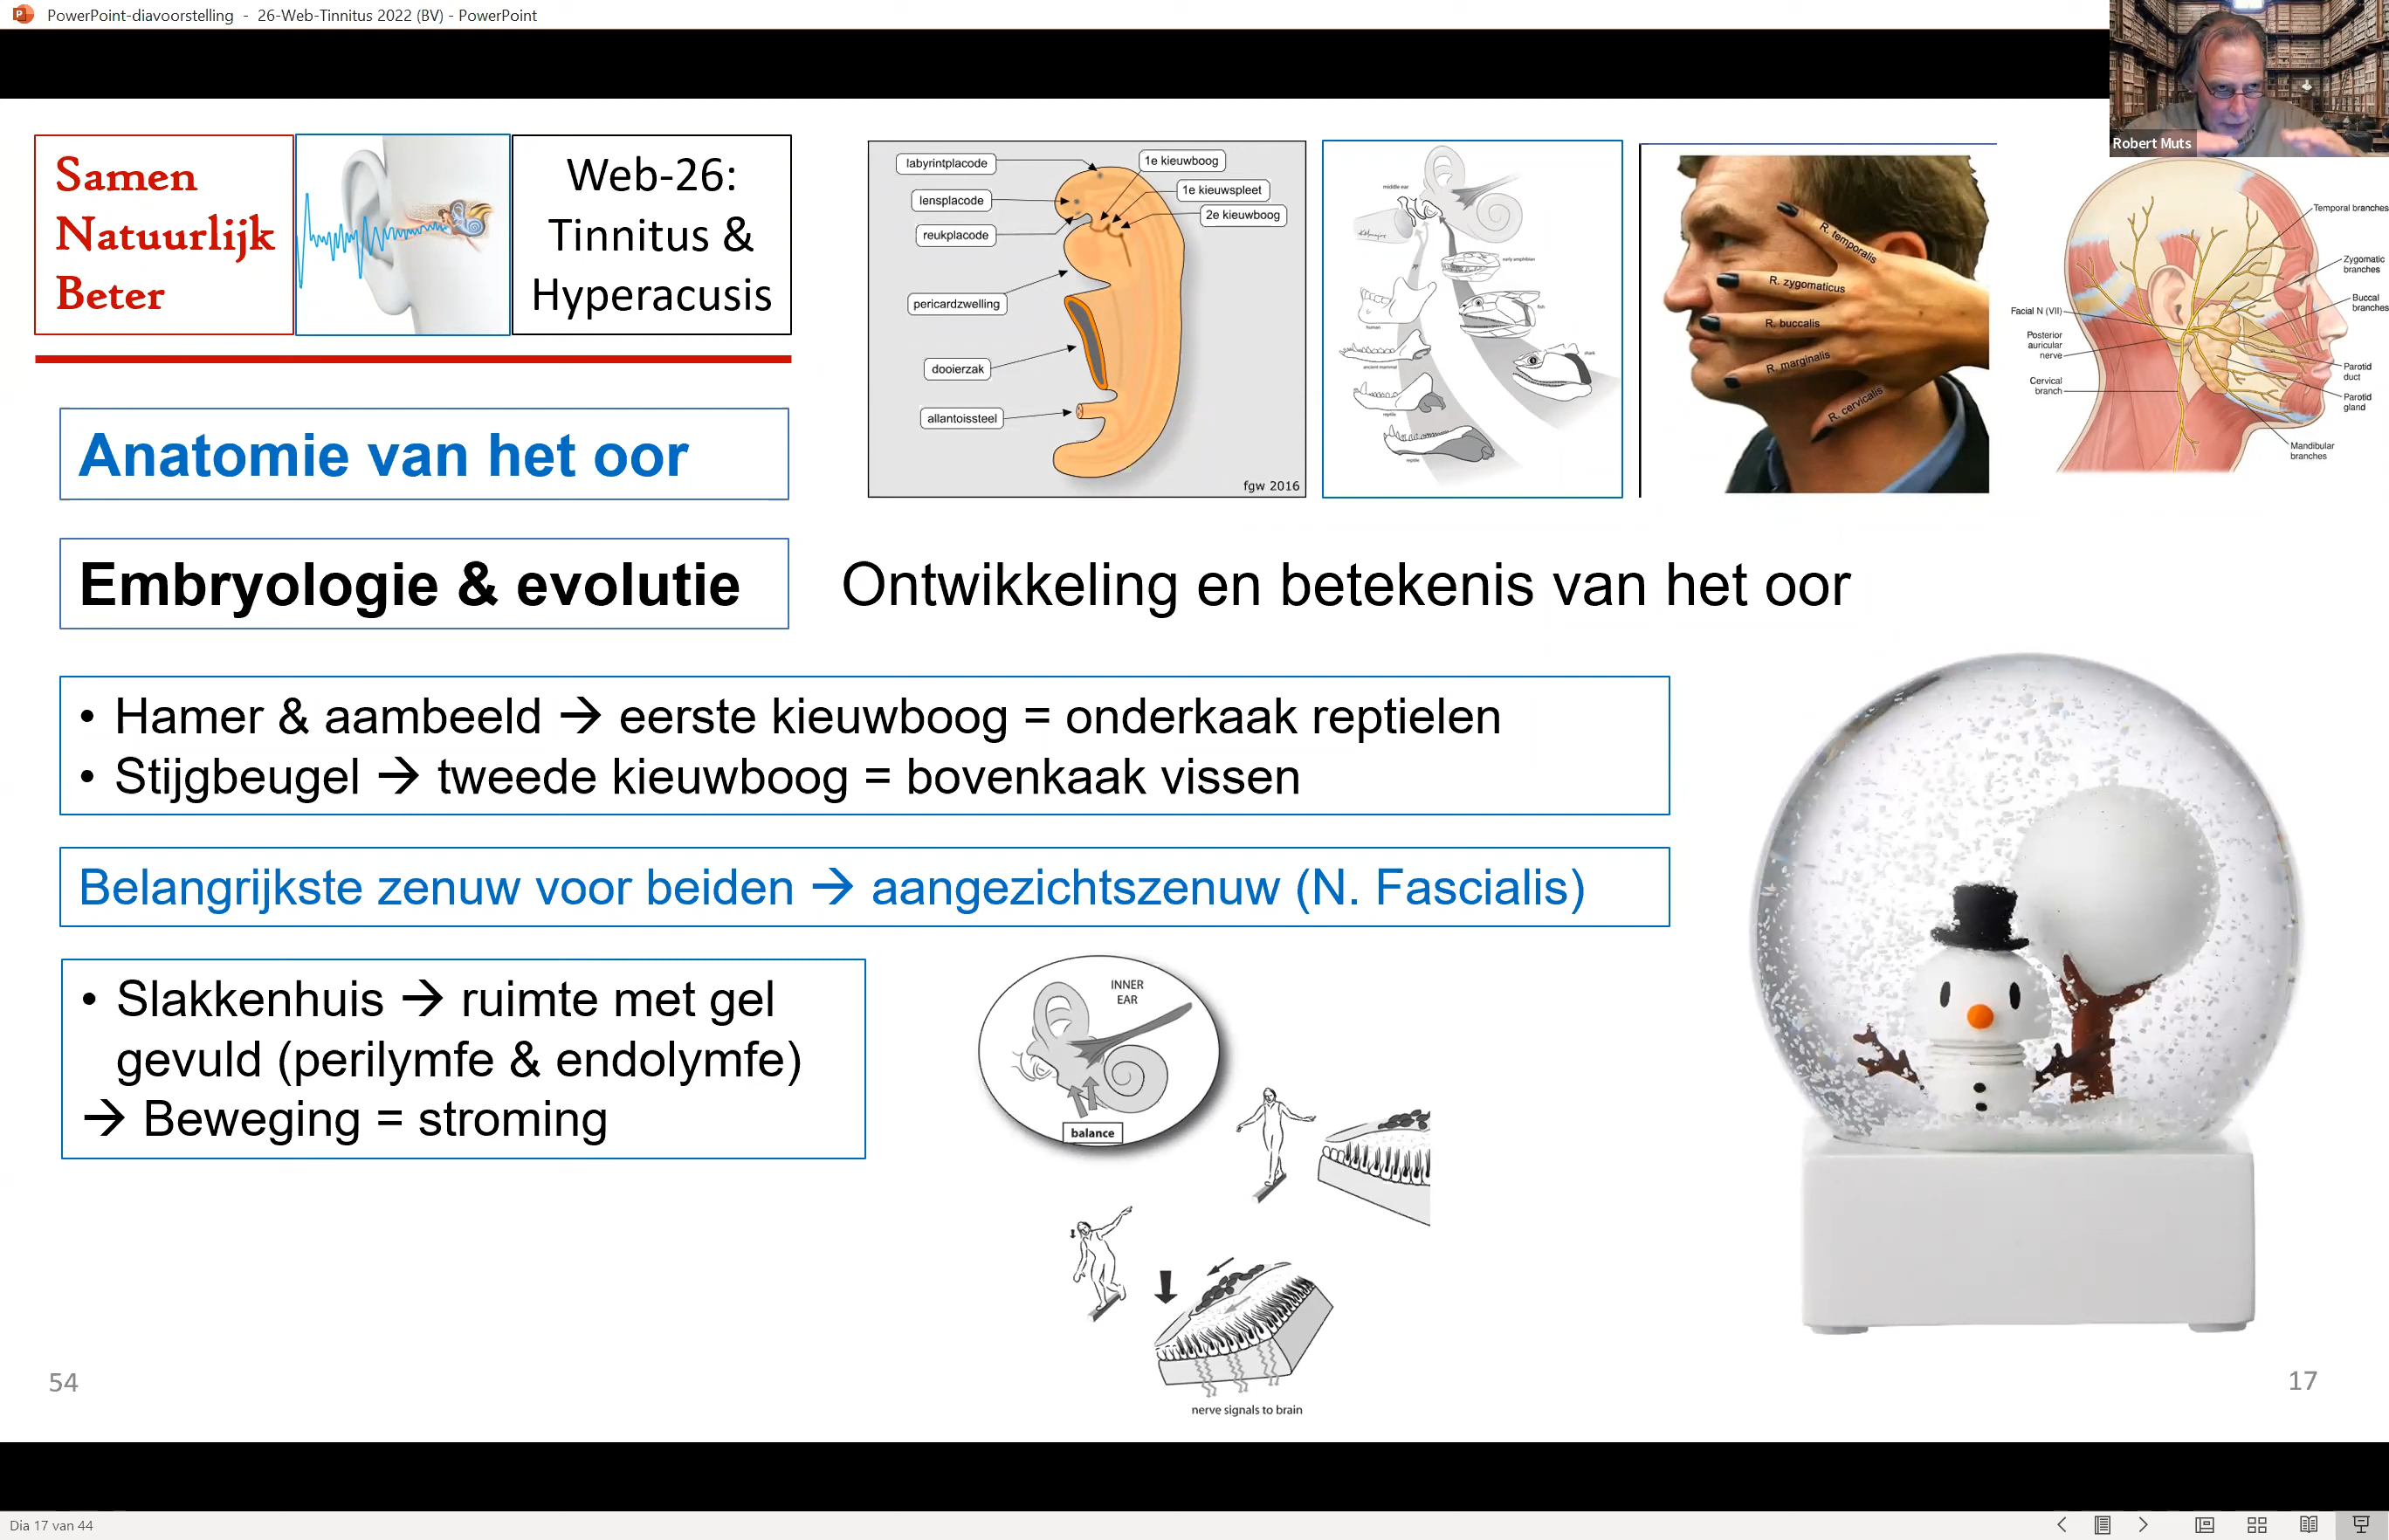 PowerPoint-diavoorstelling - 26-Web-Tinnitus 2022 (BV) - PowerPoint
Robert Muts
Samen
Natuurlijk
Beter
Web-26:
Tinnitus &
Hyperacusis
labyrintplacode
lensplacode
reukplacode
pericardzwelling
dooierzak
allantoissteel
1e kieuwboog
1e kieuwspleet
2e kieuwboog
fgw 2016
middle ear
early amphibian
fish
human
shark
ancient mammal
reptile
reptile
R. temporalis
R. zygomaticus
R. buccalis
R. marginalis
R. cervicalis
Temporal branches
Zygomatic
branches
Buccal
branches
Facial N (VII)
Posterior
auricular
nerve
Cervical
branch
Parotid
duct
Parotid
gland
Mandibular
branches
Anatomie van het oor
Embryologie & evolutie
Ontwikkeling en betekenis van het oor
• Hamer & aambeeld → eerste kieuwboog = onderkaak reptielen
• Stijgbeugel → tweede kieuwboog = bovenkaak vissen
Belangrijkste zenuw voor beiden → aangezichtszenuw (N. Fascialis)
• Slakkenhuis → ruimte met gel
gevuld (perilymfe & endolymfe)
→ Beweging = stroming
INNER
EAR
balance
nerve signals to brain
54
17
Dia 17 van 44